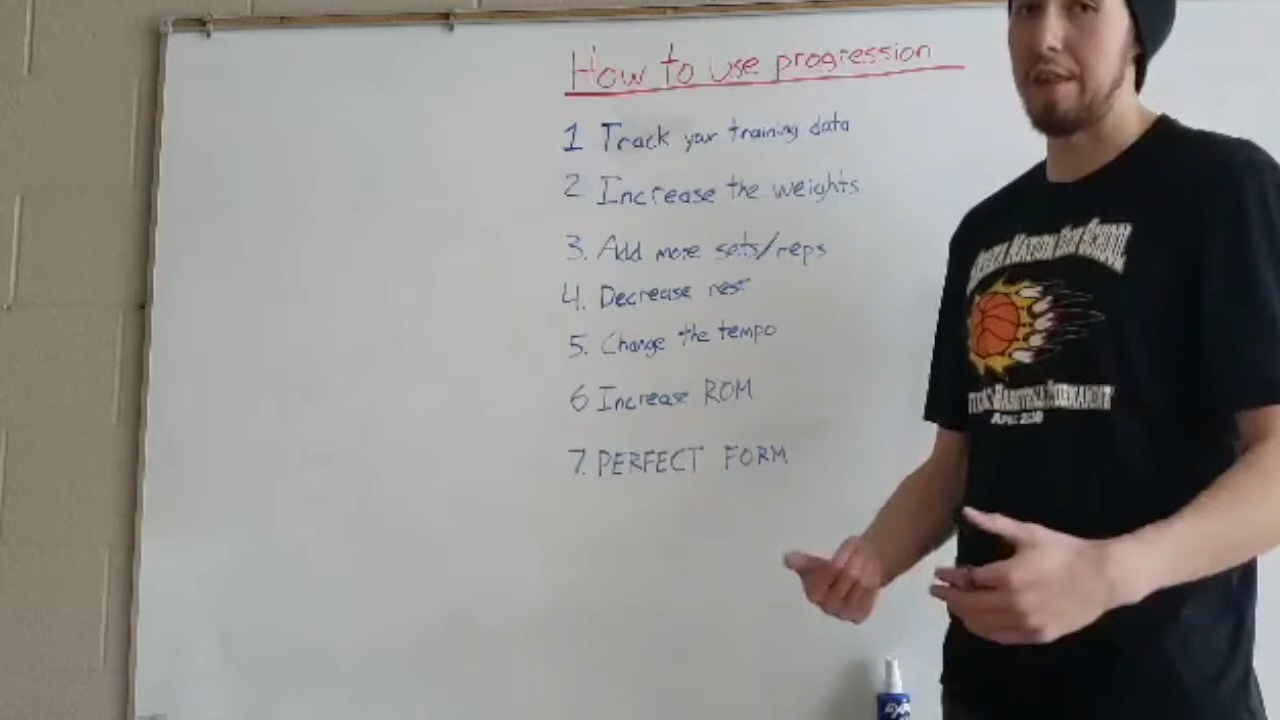 How to use progression
1 Track your training data
2 Increase the weights
3. Add more sets/reps
4. Decrease rest
5. Change the tempo
6 Increase ROM
7. PERFECT FORM